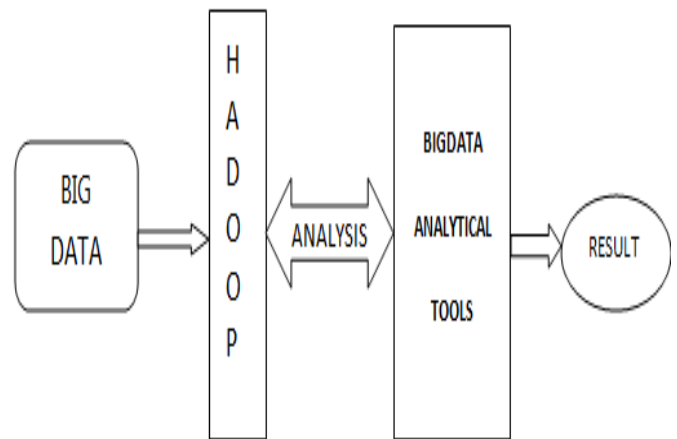 BIG
DATA
H
A
D
O
O
P
ANALYSIS
BIGDATA
ANALYTICAL
TOOLS
RESULT